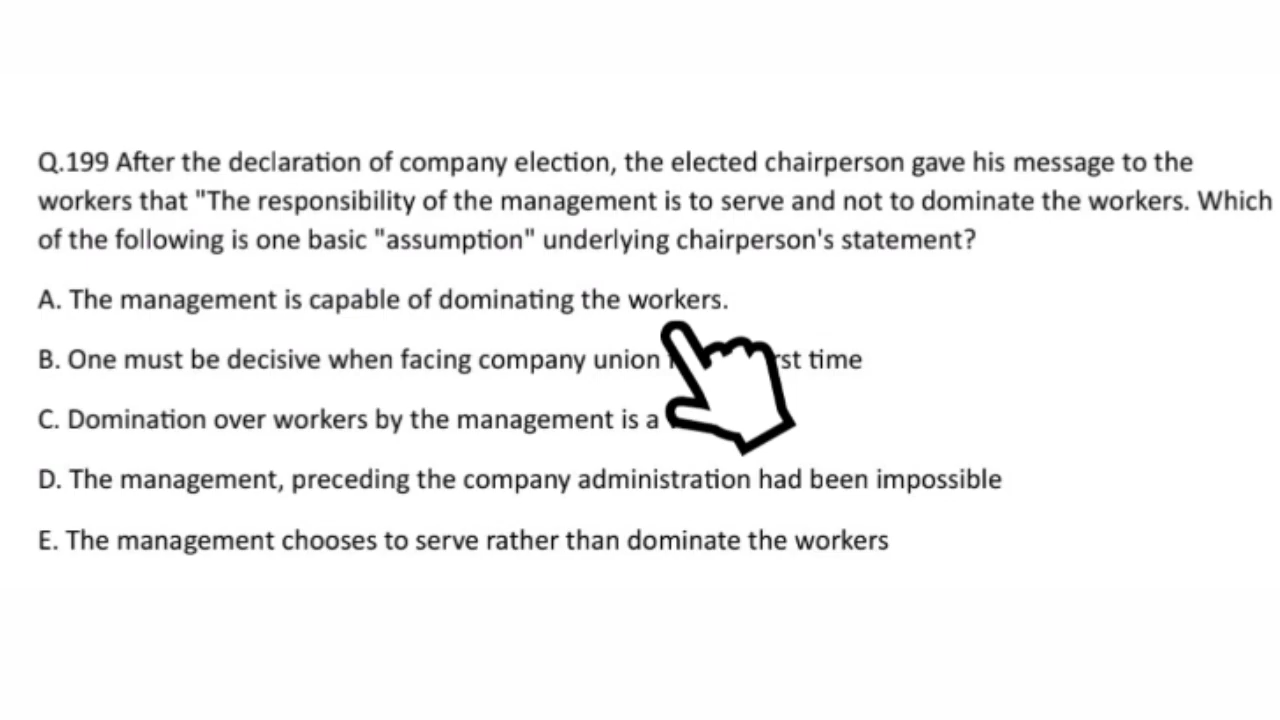 Q.199 After the declaration of company election, the elected chairperson gave his message to the
workers that "The responsibility of the management is to serve and not to dominate the workers. Which
of the following is one basic "assumption" underlying chairperson's statement?
A. The management is capable of dominating the workers.
B. One must be decisive when facing company union time
C. Domination over workers by the management is a
D. The management, preceding the company administration had been impossible
E. The management chooses to serve rather than dominate the workers